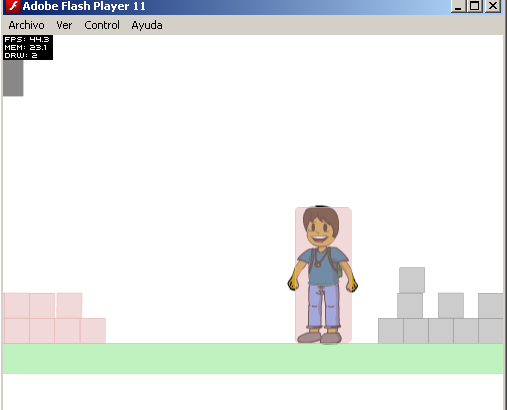 Adobe Flash Player 11
Archivo Ver Control Ayuda
FPS: 44.3
MEM: 23.1
DRW: 2